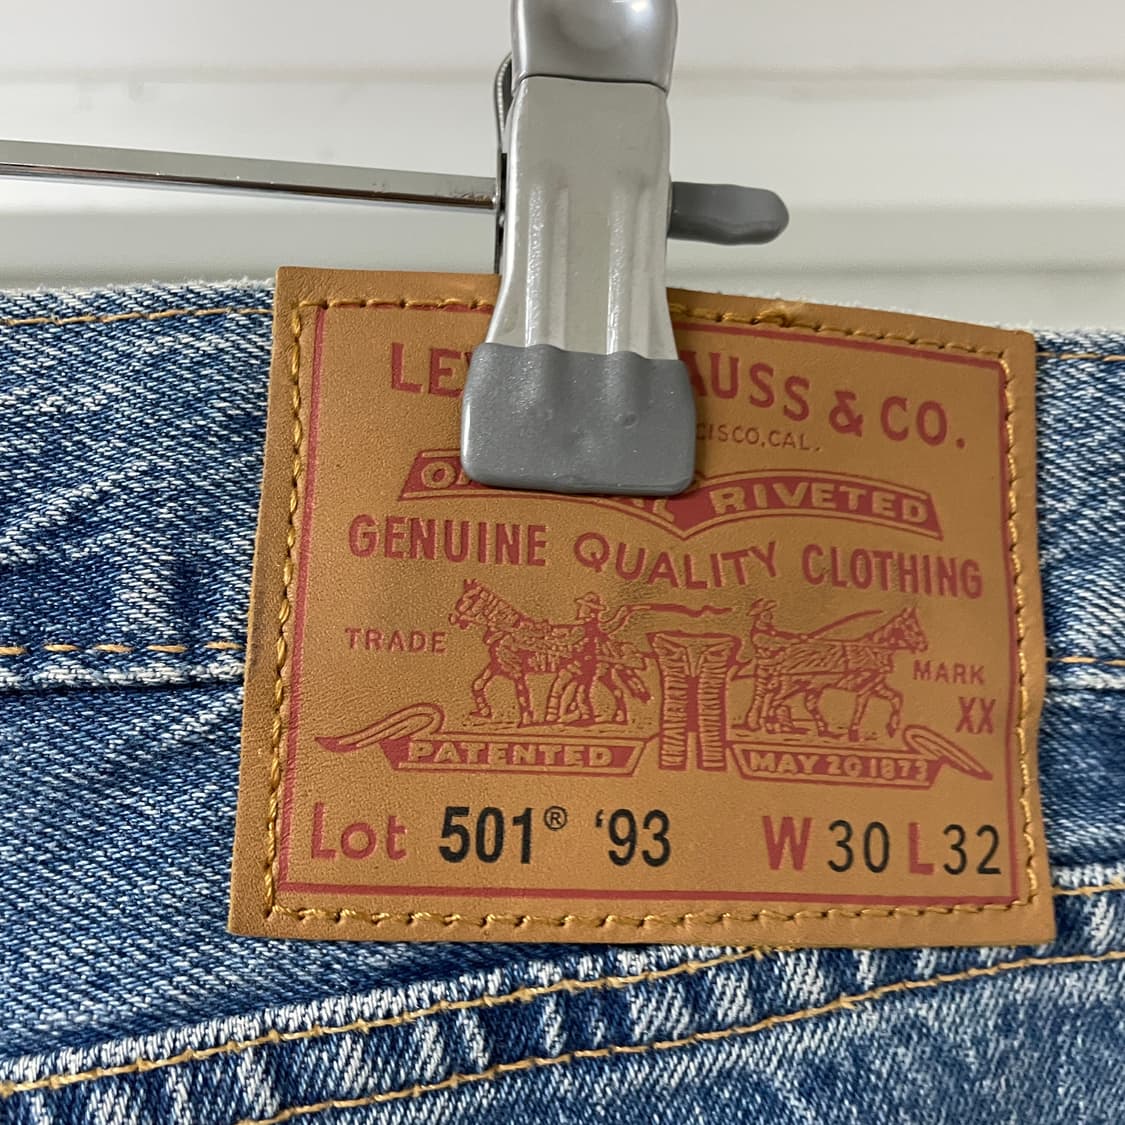 AUSS & CO.
CISCO, CAL.
RIVETED
GENUINE QUALITY CLOTHING
TRADE MARK
XX
PATENTED MAY 20 1873
Lot 501® ‘93 W 30 L 32